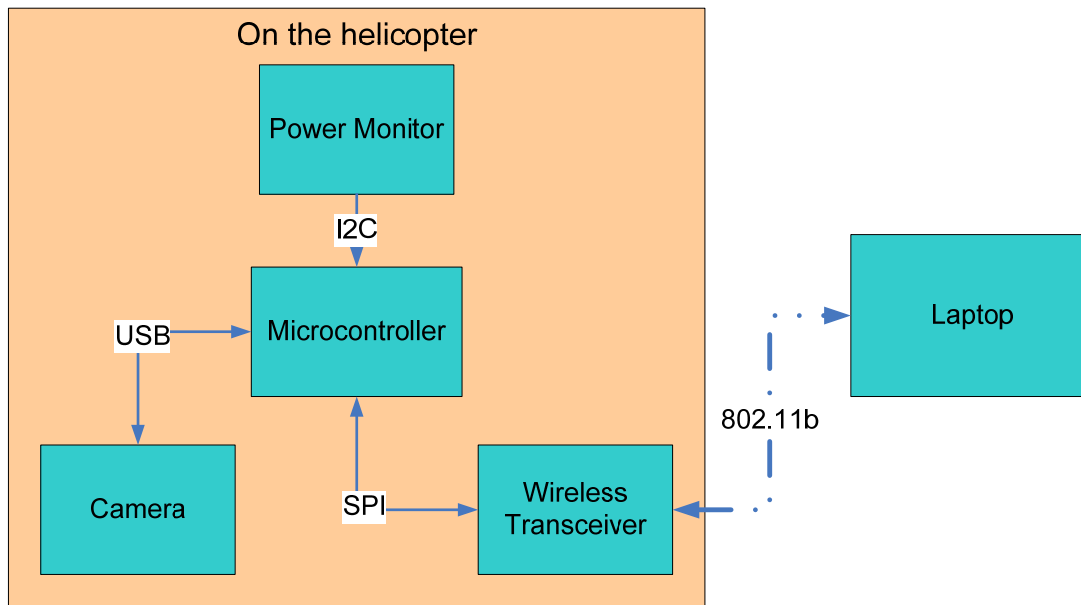 On the helicopter
Power Monitor
I2C
Microcontroller
USB
Laptop
802.11b
Camera
SPI
Wireless
Transceiver